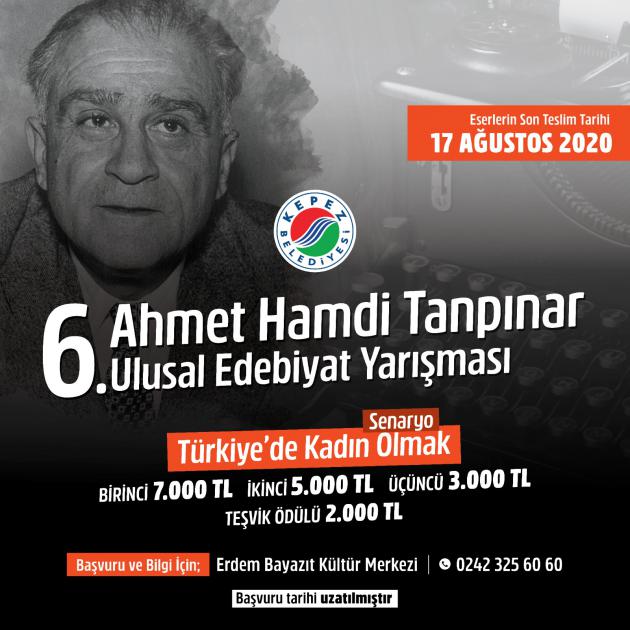 Eserlerin Son Teslim Tarihi
17 AĞUSTOS 2020
KEPEZ
BELEDİYESİ
6. Ahmet Hamdi Tanpınar
Ulusal Edebiyat Yarışması
Senaryo
Türkiye'de Kadın Olmak
BİRİNCİ 7.000 TL İKİNCİ 5.000 TL ÜÇÜNCÜ 3.000 TL
TEŞVİK ÖDÜLÜ 2.000 TL
Başvuru ve Bilgi İçin; Erdem Bayazıt Kültür Merkezi | 0242 325 60 60
Başvuru tarihi uzatılmıştır